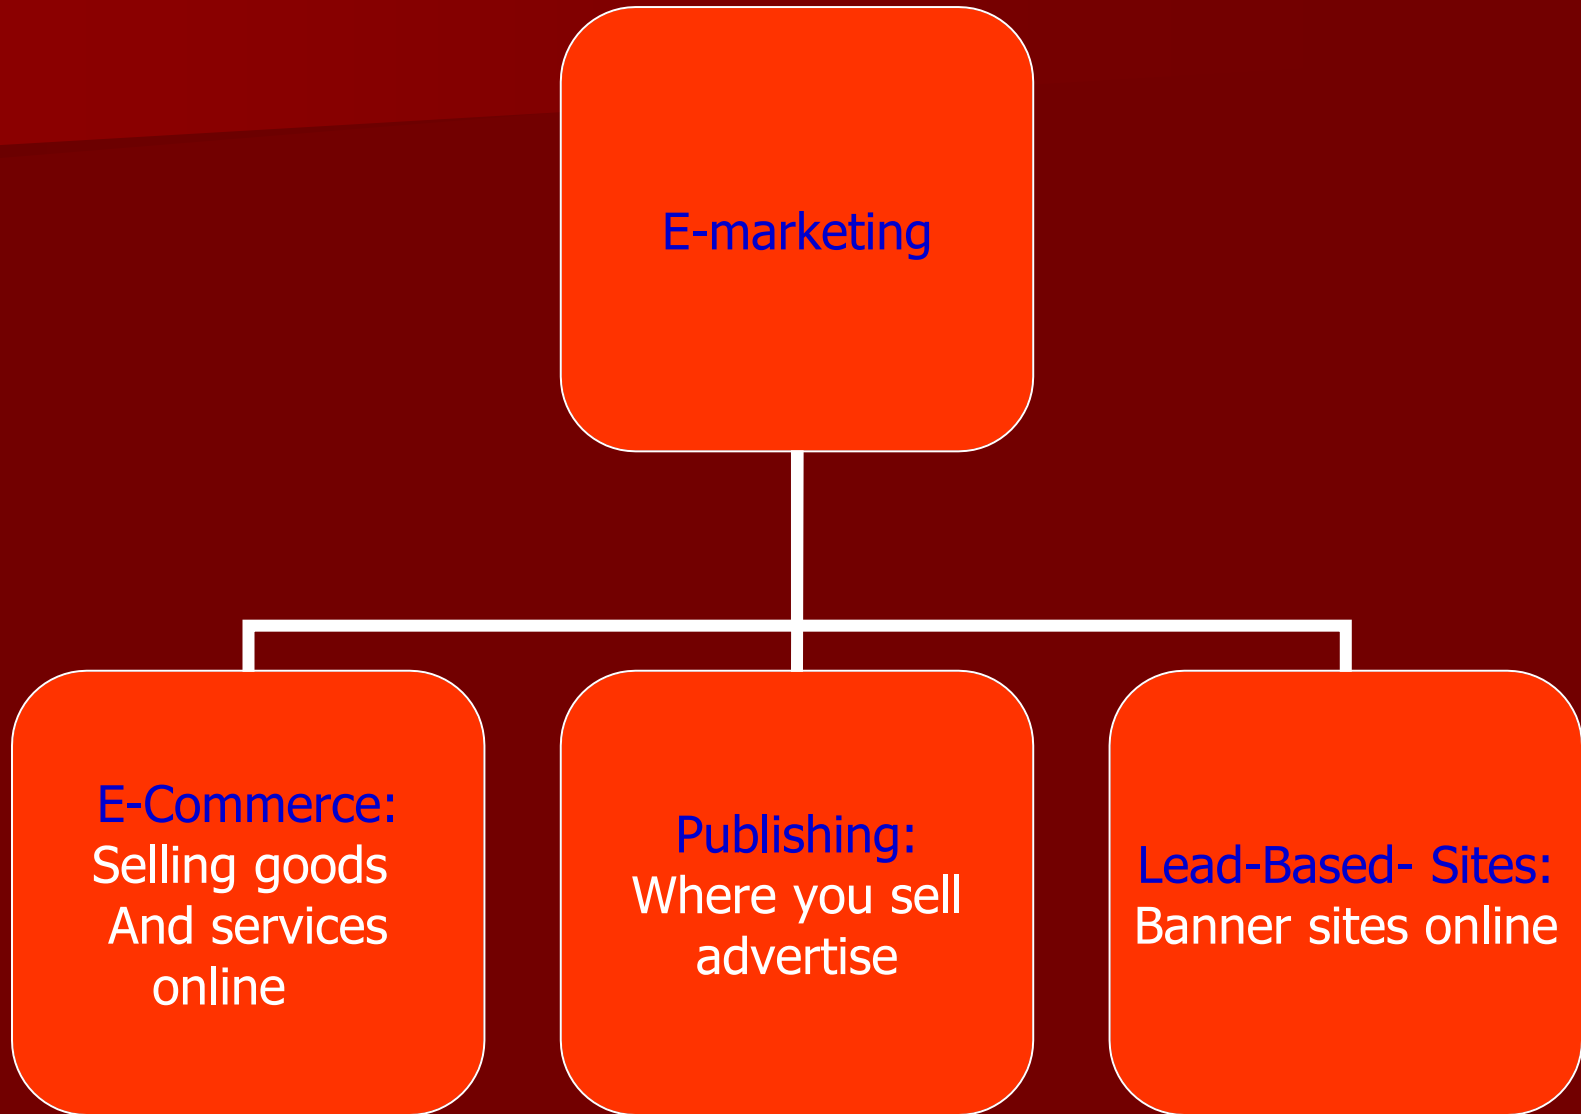 E-marketing
E-Commerce:
Selling goods
And services
online
Publishing:
Where you sell
advertise
Lead-Based- Sites:
Banner sites online